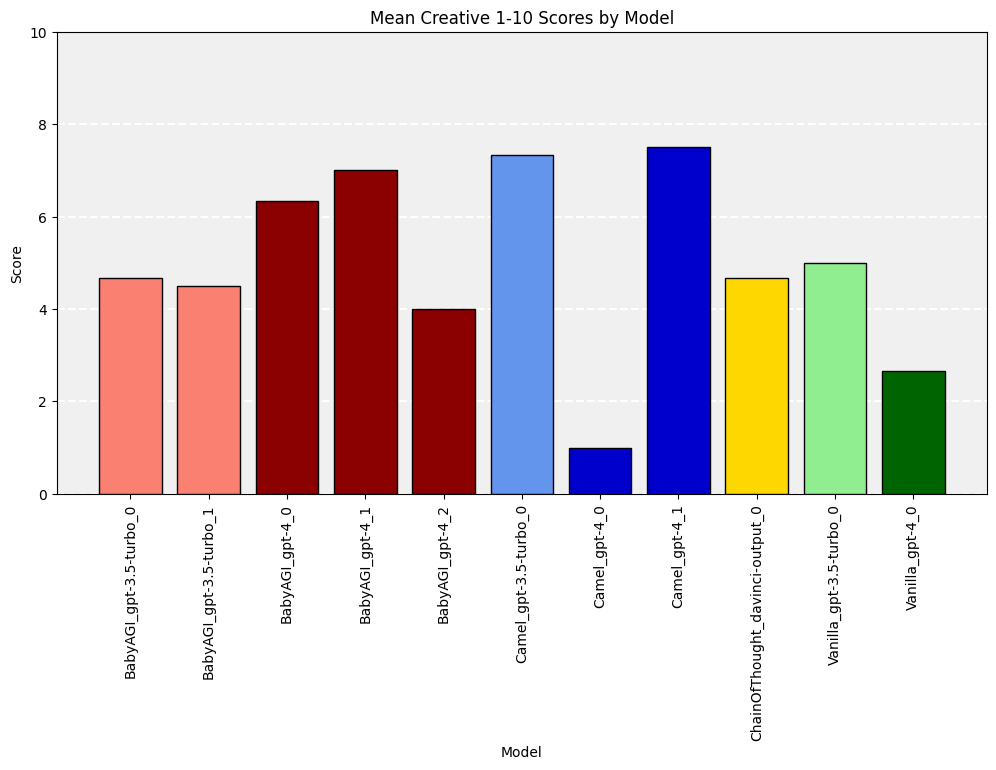 Mean Creative 1-10 Scores by Model
10
8
6
4
2
0
Score
BabyAGI_gpt-3.5-turbo_0
BabyAGI_gpt-3.5-turbo_1
BabyAGI_gpt-4_0
BabyAGI_gpt-4_1
BabyAGI_gpt-4_2
Camel_gpt-3.5-turbo_0
Camel_gpt-4_0
Camel_gpt-4_1
ChainOfThought_davinci-output_0
Vanilla_gpt-3.5-turbo_0
Vanilla_gpt-4_0
Model